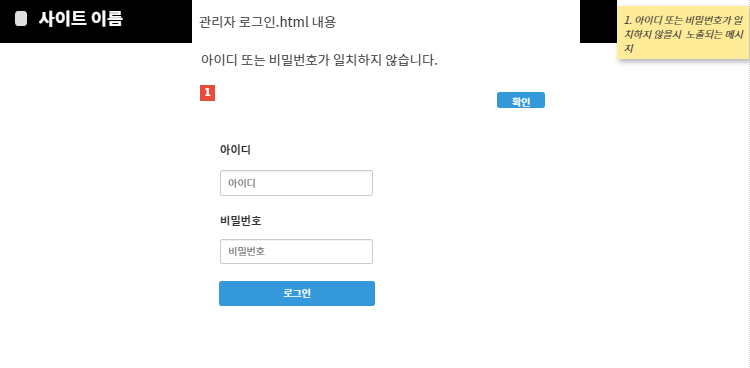 사이트 이름
관리자 로그인.html 내용
아이디 또는 비밀번호가 일치하지 않습니다.
1
확인
1. 아이디 또는 비밀번호가 일
치하지 않을시 노출되는 메시
지
아이디
아이디
비밀번호
비밀번호
로그인